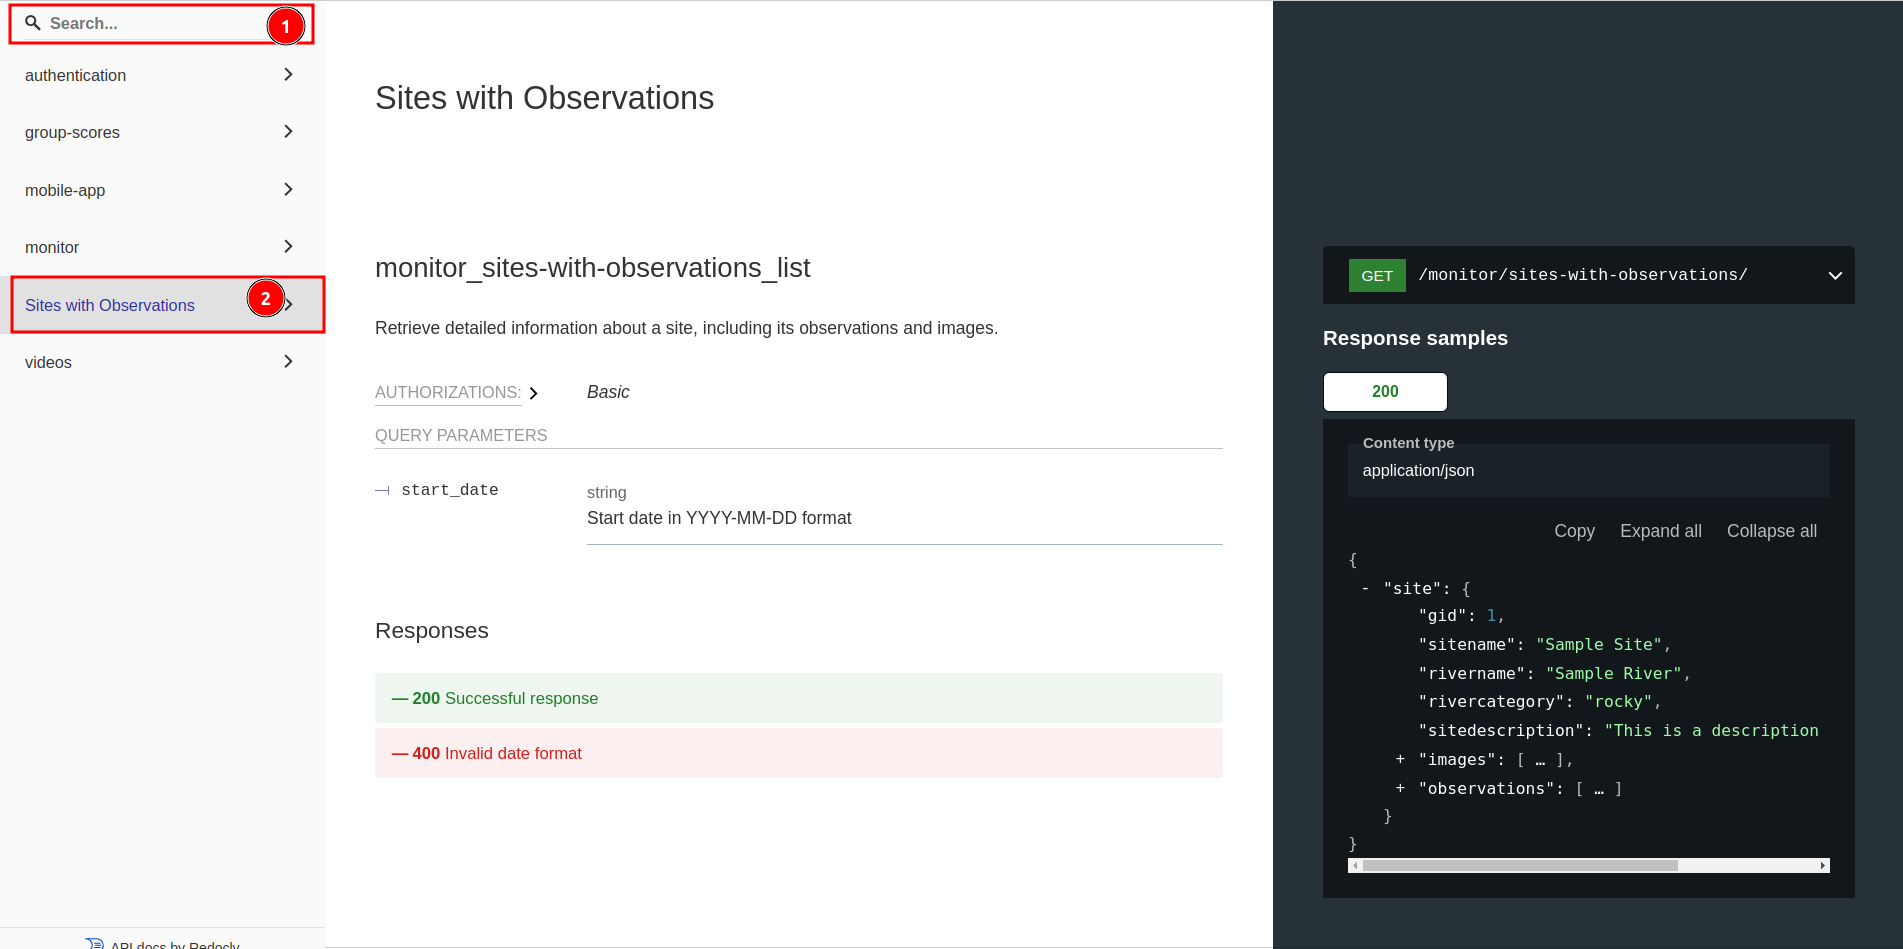 Search...
1
authentication
group-scores
mobile-app
monitor
Sites with Observations
2
videos
API docs by Redocly
Sites with Observations
monitor_sites-with-observations_list
Retrieve detailed information about a site, including its observations and images.
AUTHORIZATIONS: Basic
QUERY PARAMETERS
start_date
string
Start date in YYYY-MM-DD format
Responses
— 200 Successful response
— 400 Invalid date format
GET /monitor/sites-with-observations/
Response samples
200
Content type
application/json
Copy Expand all Collapse all
{
- "site": {
"gid": 1,
"sitename": "Sample Site",
"rivername": "Sample River",
"rivercategory": "rocky",
"sitedescription": "This is a description
+ "images": [ … ],
+ "observations": [ … ]
}
}